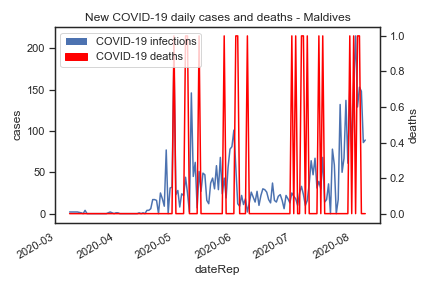 New COVID-19 daily cases and deaths - Maldives
COVID-19 infections
COVID-19 deaths
200
150
100
50
0
cases
1.0
0.8
0.6
0.4
0.2
0.0
deaths
2020-03
2020-04
2020-05
2020-06
2020-07
2020-08
dateRep